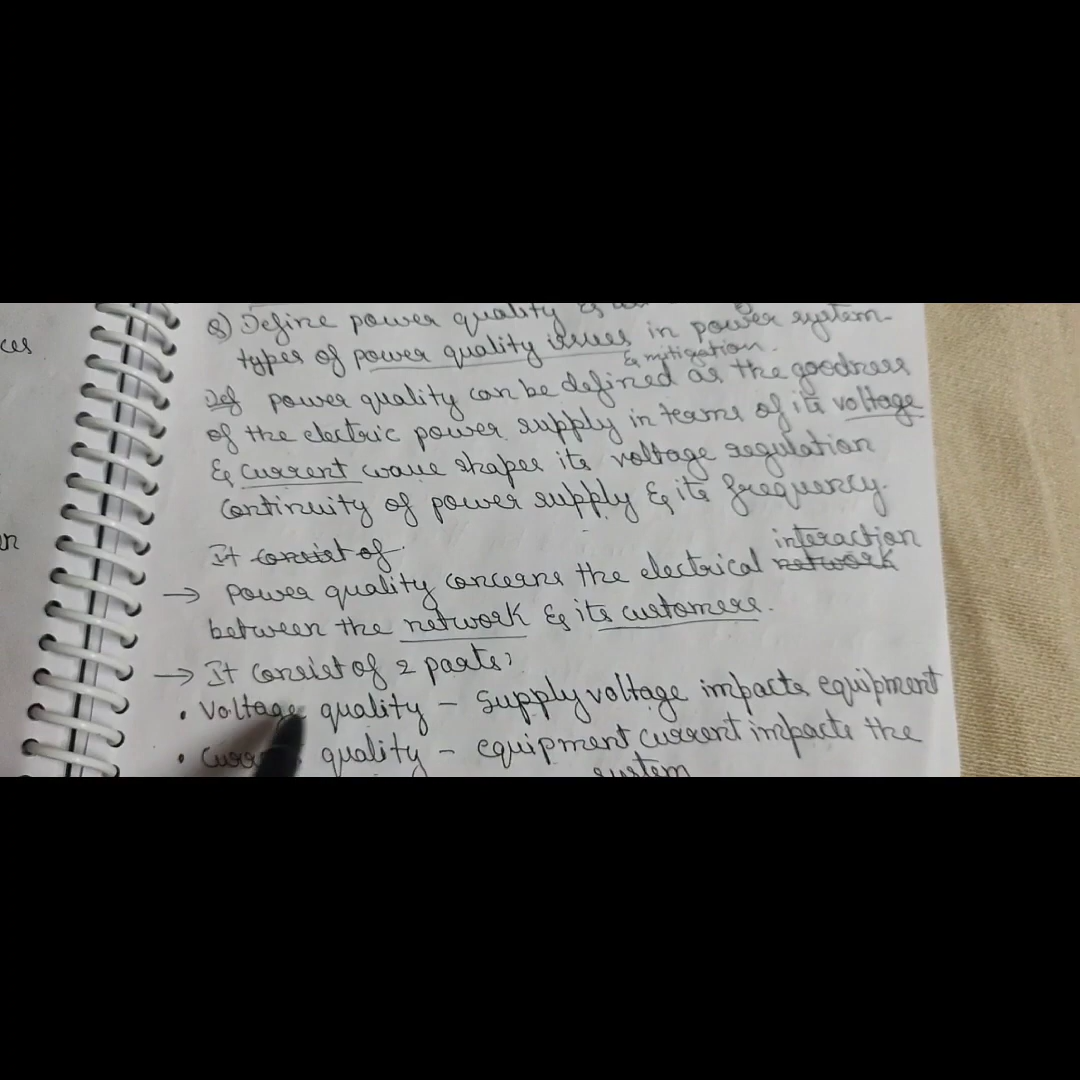 ces
Q) Define power quality &
types of power quality issues in power system-
& mitigation.
Def power quality can be defined as the goodness
of the electric power supply in terms of its voltage
& current wave shapes its voltage regulation
continuity of power supply & its frequency.
It consist of
interaction
→ power quality concerns the electrical network
between the network & its customers.
→ It consist of 2 parts:
• Voltage quality - supply voltage impacts equipment
• quality - equipment current impacts the
system